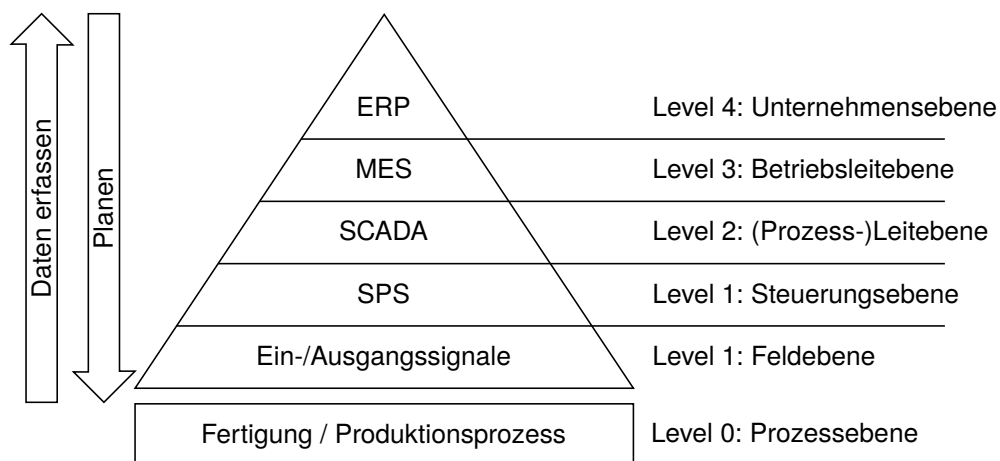 Daten erfassen
Planen
ERP
Level 4: Unternehmensebene
MES
Level 3: Betriebsleitebene
SCADA
Level 2: (Prozess-)Leitebene
SPS
Level 1: Steuerungsebene
Ein-/Ausgangssignale
Level 1: Feldebene
Fertigung / Produktionsprozess
Level 0: Prozessebene